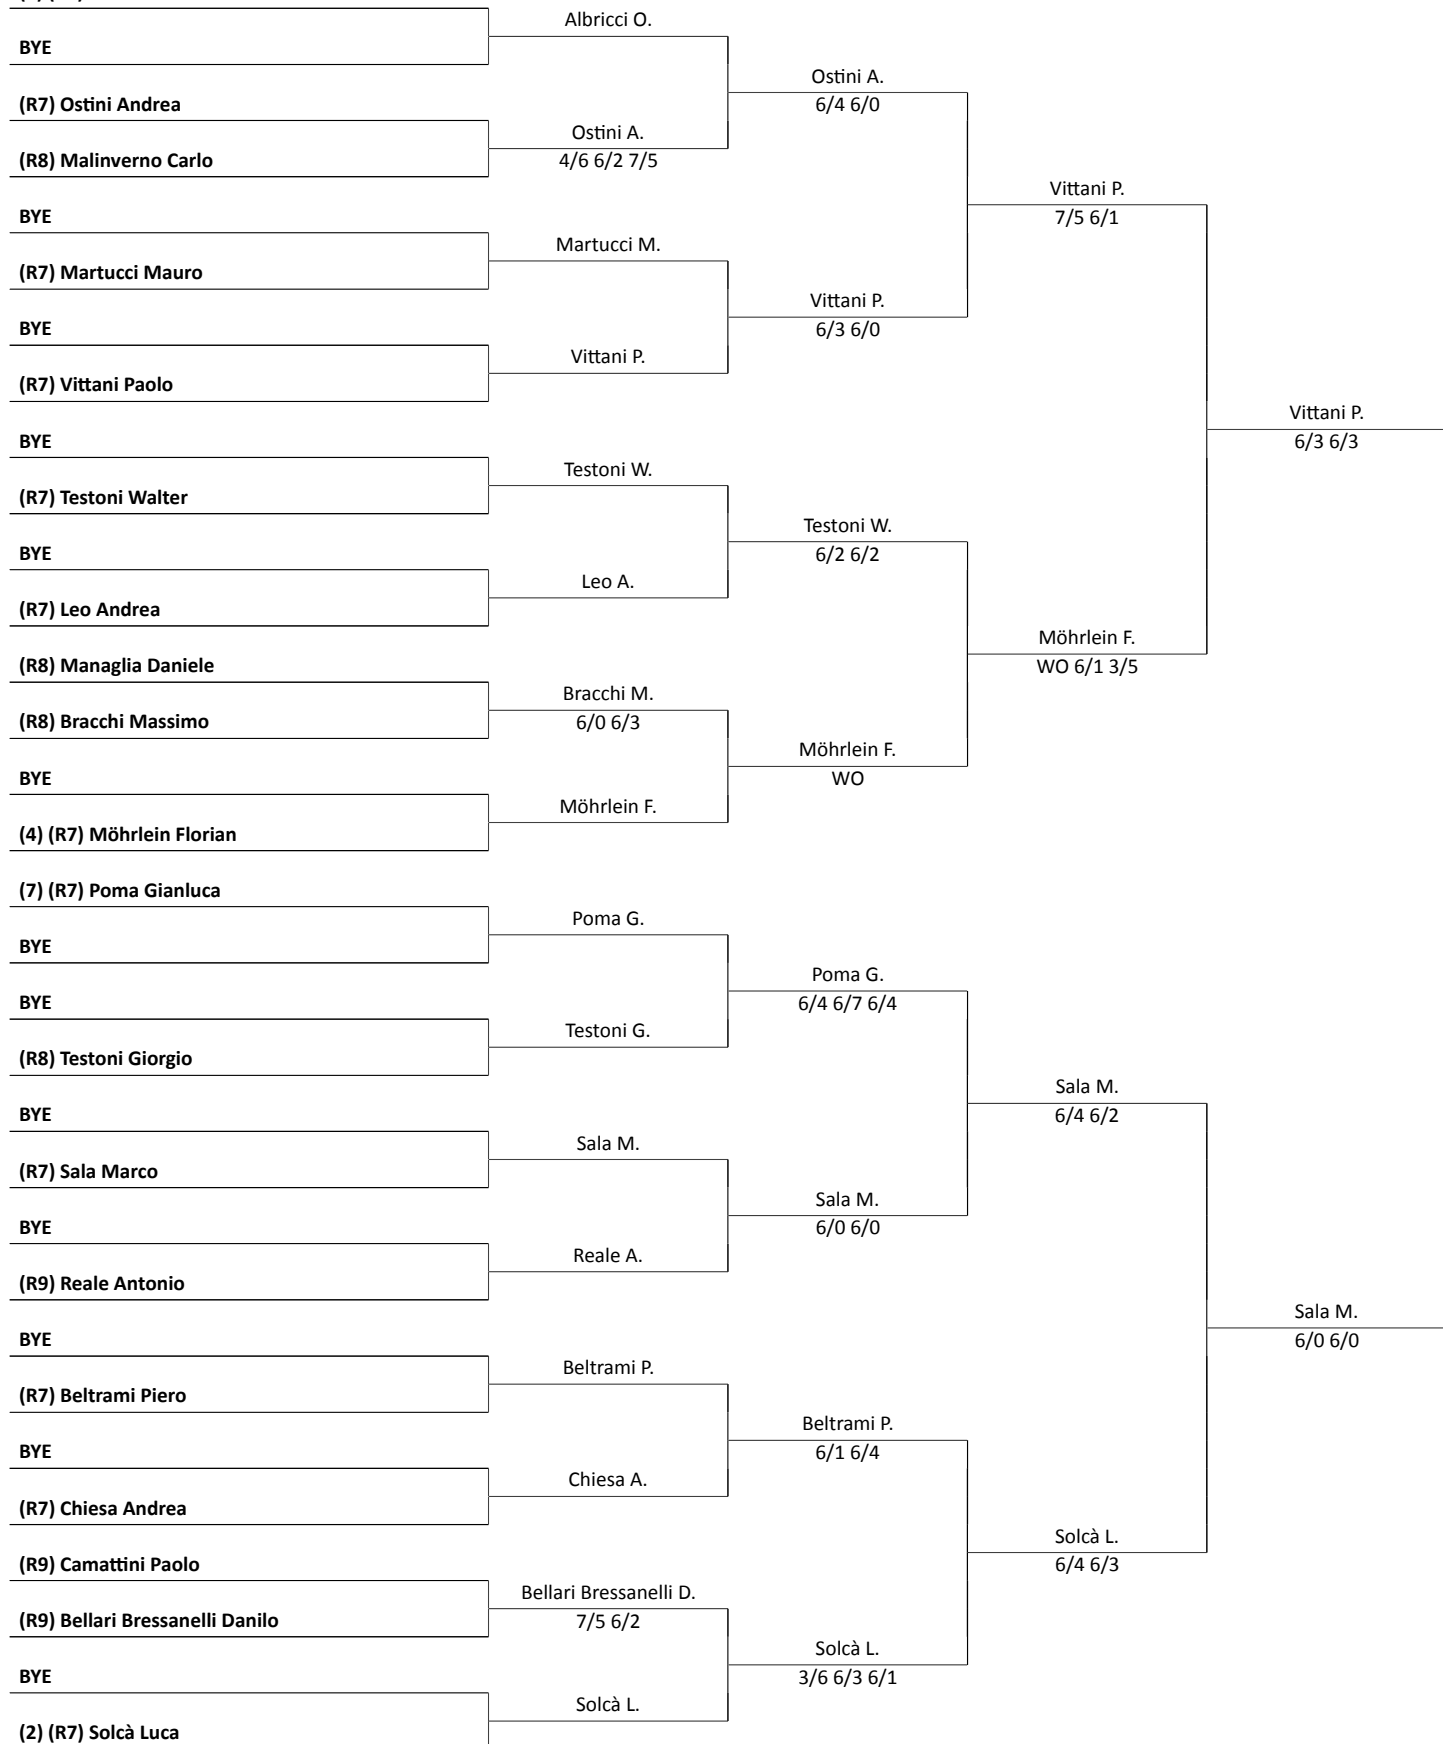 Albricci O.
BYE
Ostini A.
(R7) Ostini Andrea
6/4 6/0
Ostini A.
(R8) Malinverno Carlo
4/6 6/2 7/5
Vittani P.
BYE
7/5 6/1
Martucci M.
(R7) Martucci Mauro
Vittani P.
BYE
6/3 6/0
Vittani P.
(R7) Vittani Paolo
Vittani P.
BYE
6/3 6/3
Testoni W.
(R7) Testoni Walter
Testoni W.
BYE
6/2 6/2
Leo A.
(R7) Leo Andrea
Möhrlein F.
(R8) Managlia Daniele
WO 6/1 3/5
Bracchi M.
(R8) Bracchi Massimo
6/0 6/3
Möhrlein F.
BYE
WO
Möhrlein F.
(4) (R7) Möhrlein Florian
(7) (R7) Poma Gianluca
Poma G.
BYE
Poma G.
BYE
6/4 6/7 6/4
Testoni G.
(R8) Testoni Giorgio
Sala M.
BYE
6/4 6/2
Sala M.
(R7) Sala Marco
Sala M.
BYE
6/0 6/0
Reale A.
(R9) Reale Antonio
Sala M.
BYE
6/0 6/0
Beltrami P.
(R7) Beltrami Piero
Beltrami P.
BYE
6/1 6/4
Chiesa A.
(R7) Chiesa Andrea
Solcà L.
(R9) Camattini Paolo
6/4 6/3
Bellari Bressanelli D.
(R9) Bellari Bressanelli Danilo
7/5 6/2
Solcà L.
BYE
3/6 6/3 6/1
Solcà L.
(2) (R7) Solcà Luca